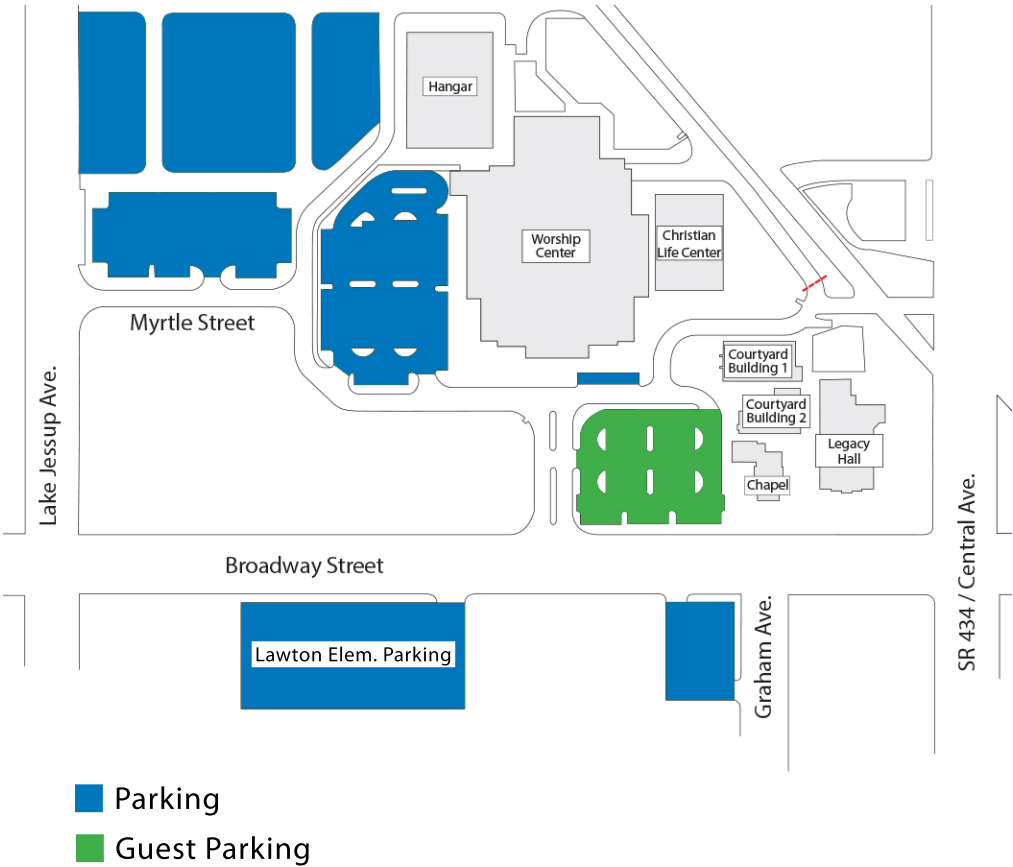 Hangar
Worship
Center
Christian
Life Center
Myrtle Street
Courtyard
Building 1
Courtyard
Building 2
Legacy
Hall
Chapel
Lake Jessup Ave.
Broadway Street
SR 434 / Central Ave.
Lawton Elem. Parking
Graham Ave.
Parking
Guest Parking